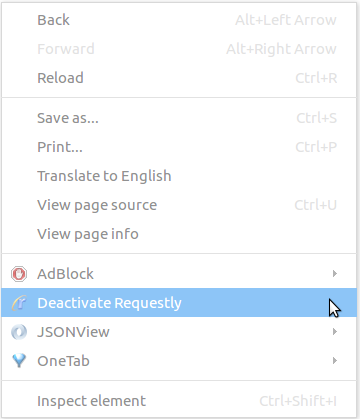 Back Alt+Left Arrow
Forward Alt+Right Arrow
Reload Ctrl+R
Save as... Ctrl+S
Print... Ctrl+P
Translate to English
View page source Ctrl+U
View page info
AdBlock
Deactivate Requestly
JSONView
OneTab
Inspect element Ctrl+Shift+I